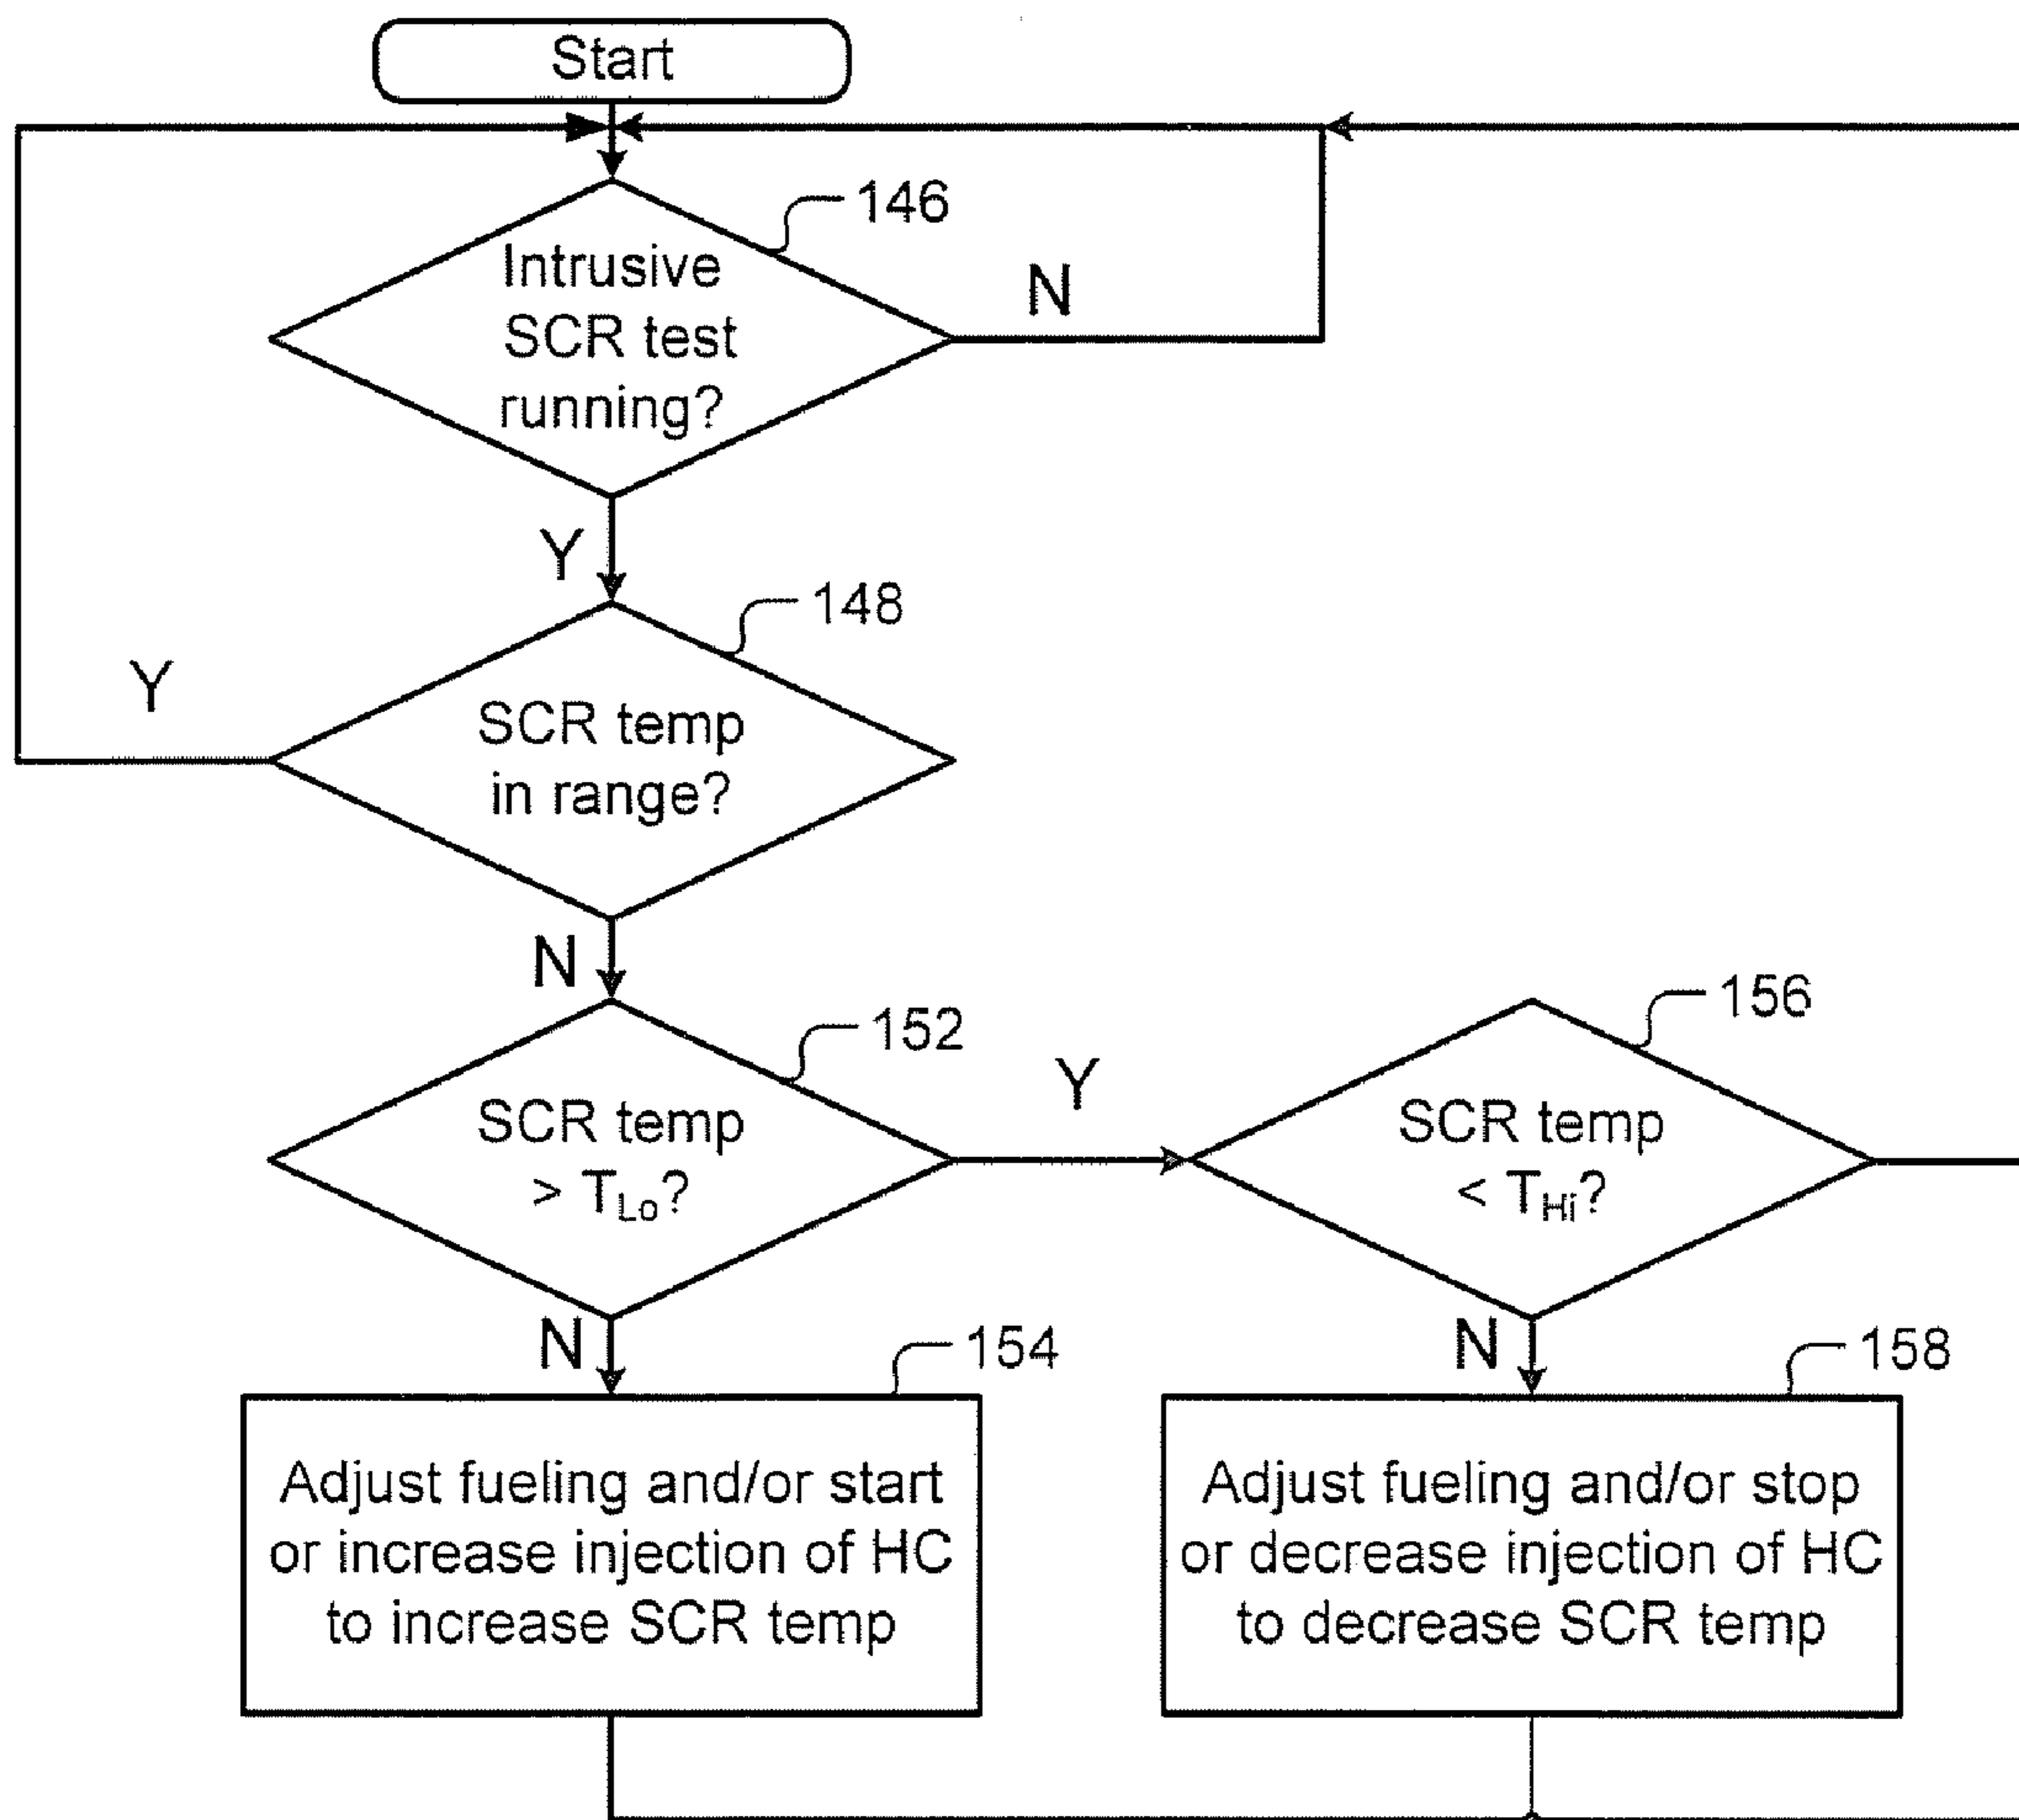 Start
146
Intrusive
SCR test
running?
N
Y
148
SCR temp
in range?
Y
N
152
SCR temp
> TLo?
Y
156
SCR temp
< THi?
N
154
Adjust fueling and/or start
or increase injection of HC
to increase SCR temp
N
158
Adjust fueling and/or stop
or decrease injection of HC
to decrease SCR temp